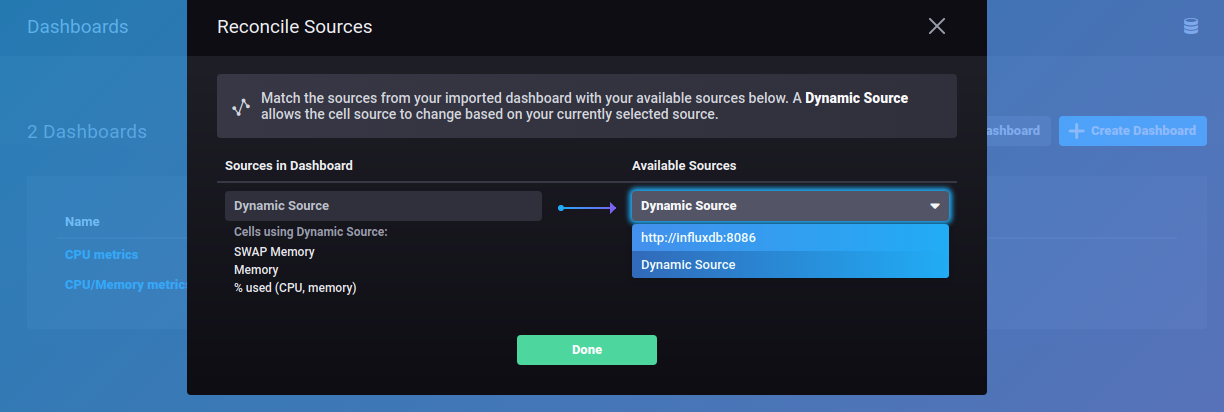 Dashboards
Reconcile Sources
Match the sources from your imported dashboard with your available sources below. A Dynamic Source
allows the cell source to change based on your currently selected source.
2 Dashboards
ashboard
Create Dashboard
Sources in Dashboard
Available Sources
Dynamic Source
Dynamic Source
Name
Cells using Dynamic Source:
http://influxdb:8086
CPU metrics
SWAP Memory
Dynamic Source
Memory
CPU/Memory metric
% used (CPU, memory)
Done